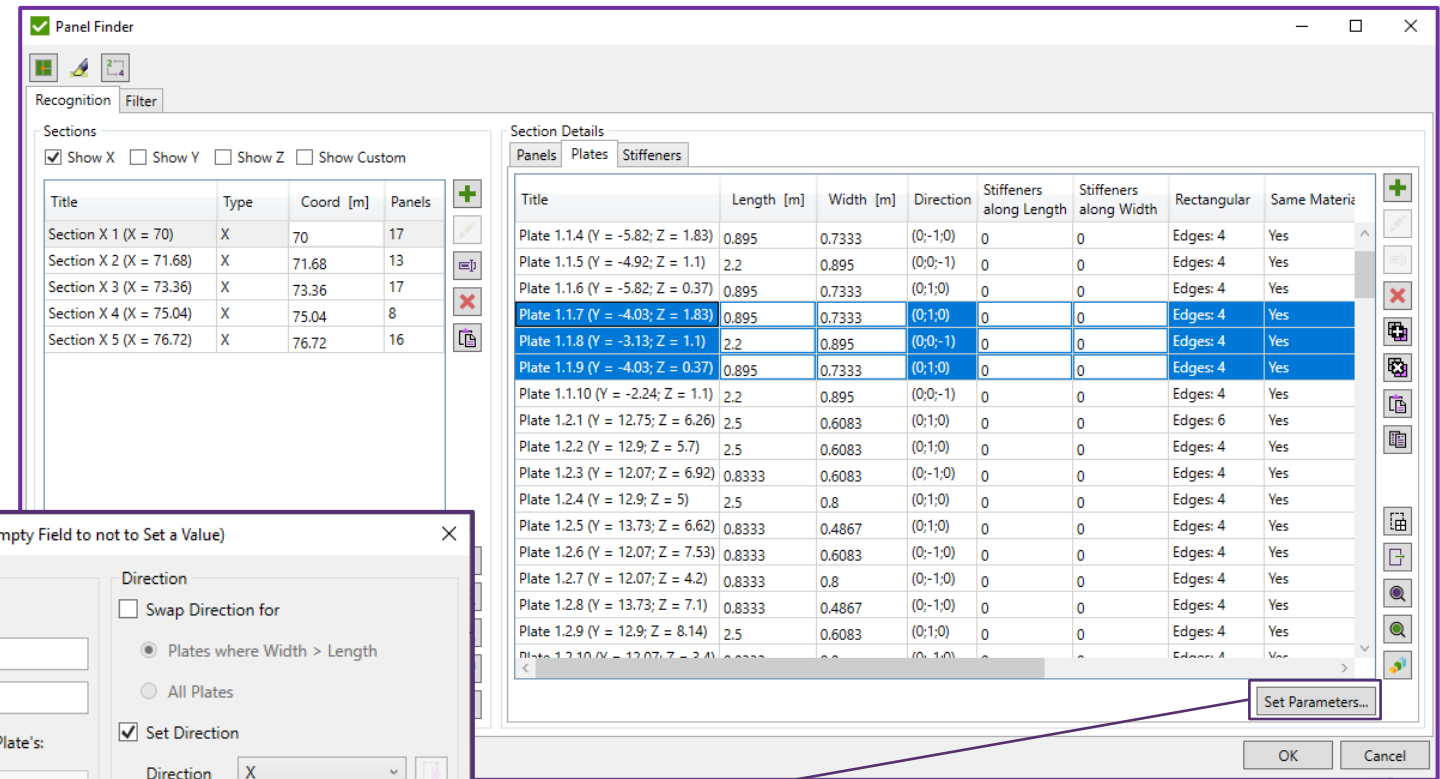 Panel Finder
Recognition Filter
Sections
Show X Show Y Show Z Show Custom
Title Type Coord [m] Panels
Section X 1 (X = 70) X 70 17
Section X 2 (X = 71.68) X 71.68 13
Section X 3 (X = 73.36) X 73.36 17
Section X 4 (X = 75.04) X 75.04 8
Section X 5 (X = 76.72) X 76.72 16
Section Details
Panels Plates Stiffeners
Title Length [m] Width [m] Direction Stiffeners along Length Stiffeners along Width Rectangular Same Materia
Plate 1.1.4 (Y = -5.82; Z = 1.83) 0.895 0.7333 (0;-1;0) 0 0 Edges: 4 Yes
Plate 1.1.5 (Y = -4.92; Z = 1.1) 2.2 0.895 (0;0;-1) 0 0 Edges: 4 Yes
Plate 1.1.6 (Y = -5.82; Z = 0.37) 0.895 0.7333 (0;1;0) 0 0 Edges: 4 Yes
Plate 1.1.7 (Y = -4.03; Z = 1.83) 0.895 0.7333 (0;1;0) 0 0 Edges: 4 Yes
Plate 1.1.8 (Y = -3.13; Z = 1.1) 2.2 0.895 (0;0;-1) 0 0 Edges: 4 Yes
Plate 1.1.9 (Y = -4.03; Z = 0.37) 0.895 0.7333 (0;1;0) 0 0 Edges: 4 Yes
Plate 1.1.10 (Y = -2.24; Z = 1.1) 2.2 0.895 (0;0;-1) 0 0 Edges: 4 Yes
Plate 1.2.1 (Y = 12.75; Z = 6.26) 2.5 0.6083 (0;1;0) 0 0 Edges: 6 Yes
Plate 1.2.2 (Y = 12.9; Z = 5.7) 2.5 0.6083 (0;1;0) 0 0 Edges: 4 Yes
Plate 1.2.3 (Y = 12.07; Z = 6.92) 0.8333 0.6083 (0;-1;0) 0 0 Edges: 4 Yes
Plate 1.2.4 (Y = 12.9; Z = 5) 2.5 0.8 (0;1;0) 0 0 Edges: 4 Yes
Plate 1.2.5 (Y = 13.73; Z = 6.62) 0.8333 0.4867 (0;1;0) 0 0 Edges: 4 Yes
Plate 1.2.6 (Y = 12.07; Z = 7.53) 0.8333 0.6083 (0;-1;0) 0 0 Edges: 4 Yes
Plate 1.2.7 (Y = 12.07; Z = 4.2) 0.8333 0.8 (0;-1;0) 0 0 Edges: 4 Yes
Plate 1.2.8 (Y = 13.73; Z = 7.1) 0.8333 0.4867 (0;-1;0) 0 0 Edges: 4 Yes
Plate 1.2.9 (Y = 12.9; Z = 8.14) 2.5 0.6083 (0;1;0) 0 0 Edges: 4 Yes
Plate 1.2.10 (Y = 12.07; Z = 3.4) 0.8333 0.8 (0;-1;0) Edges: 4 Yes
Set Parameters...
OK Cancel
mpty Field to not to Set a Value)
Direction
Swap Direction for
Plates where Width > Length
All Plates
Set Direction
Plate's:
Direction X